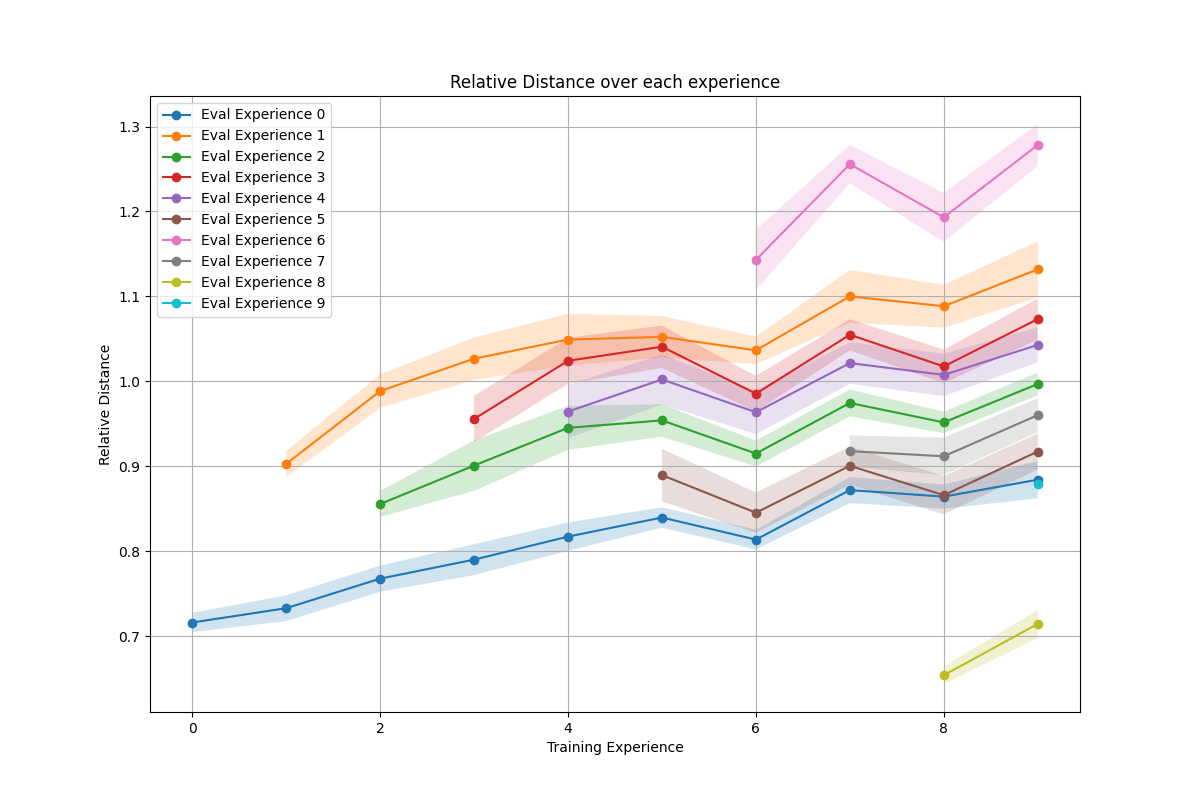 Relative Distance over each experience
Eval Experience 0
Eval Experience 1
Eval Experience 2
Eval Experience 3
Eval Experience 4
Eval Experience 5
Eval Experience 6
Eval Experience 7
Eval Experience 8
Eval Experience 9
1.3
1.2
1.1
1.0
0.9
0.8
0.7
Relative Distance
0 2 4 6 8
Training Experience